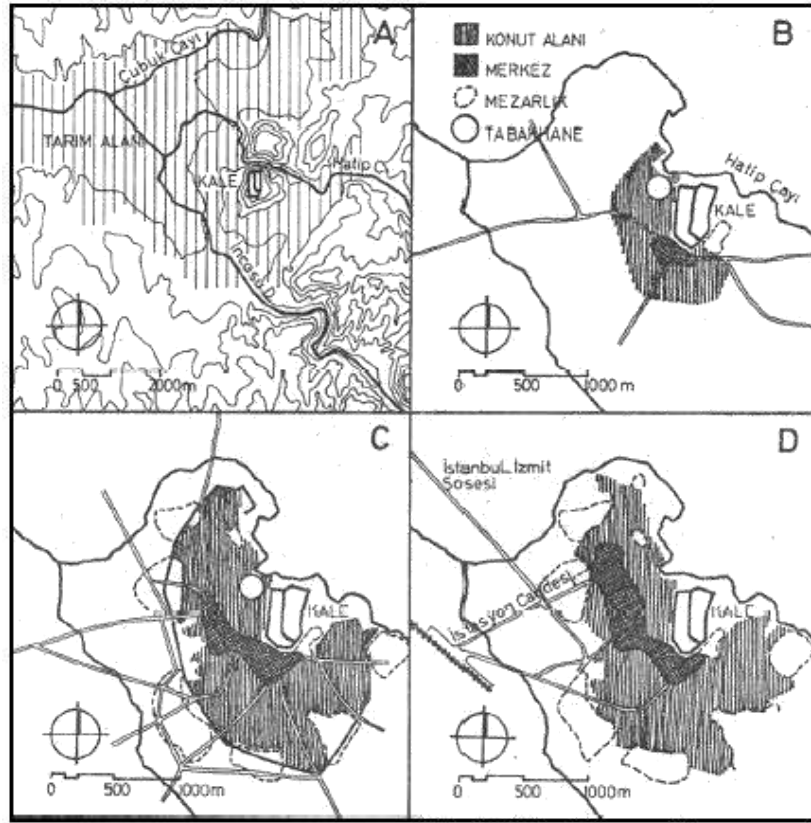 A
Çubuk Çayı
TARIM ALANI
KALE
Hatip Ç.
İncesu
0 500 2000m
B
KONUT ALANI
MERKEZ
MEZARLIK
TABAKHANE
Hatip Çayı
KALE
0 500 1000 m
C
KALE
0 500 1000m
D
İstanbul, İzmit
Şosesi
İstasyon Caddesi
KALE
0 500 1000m